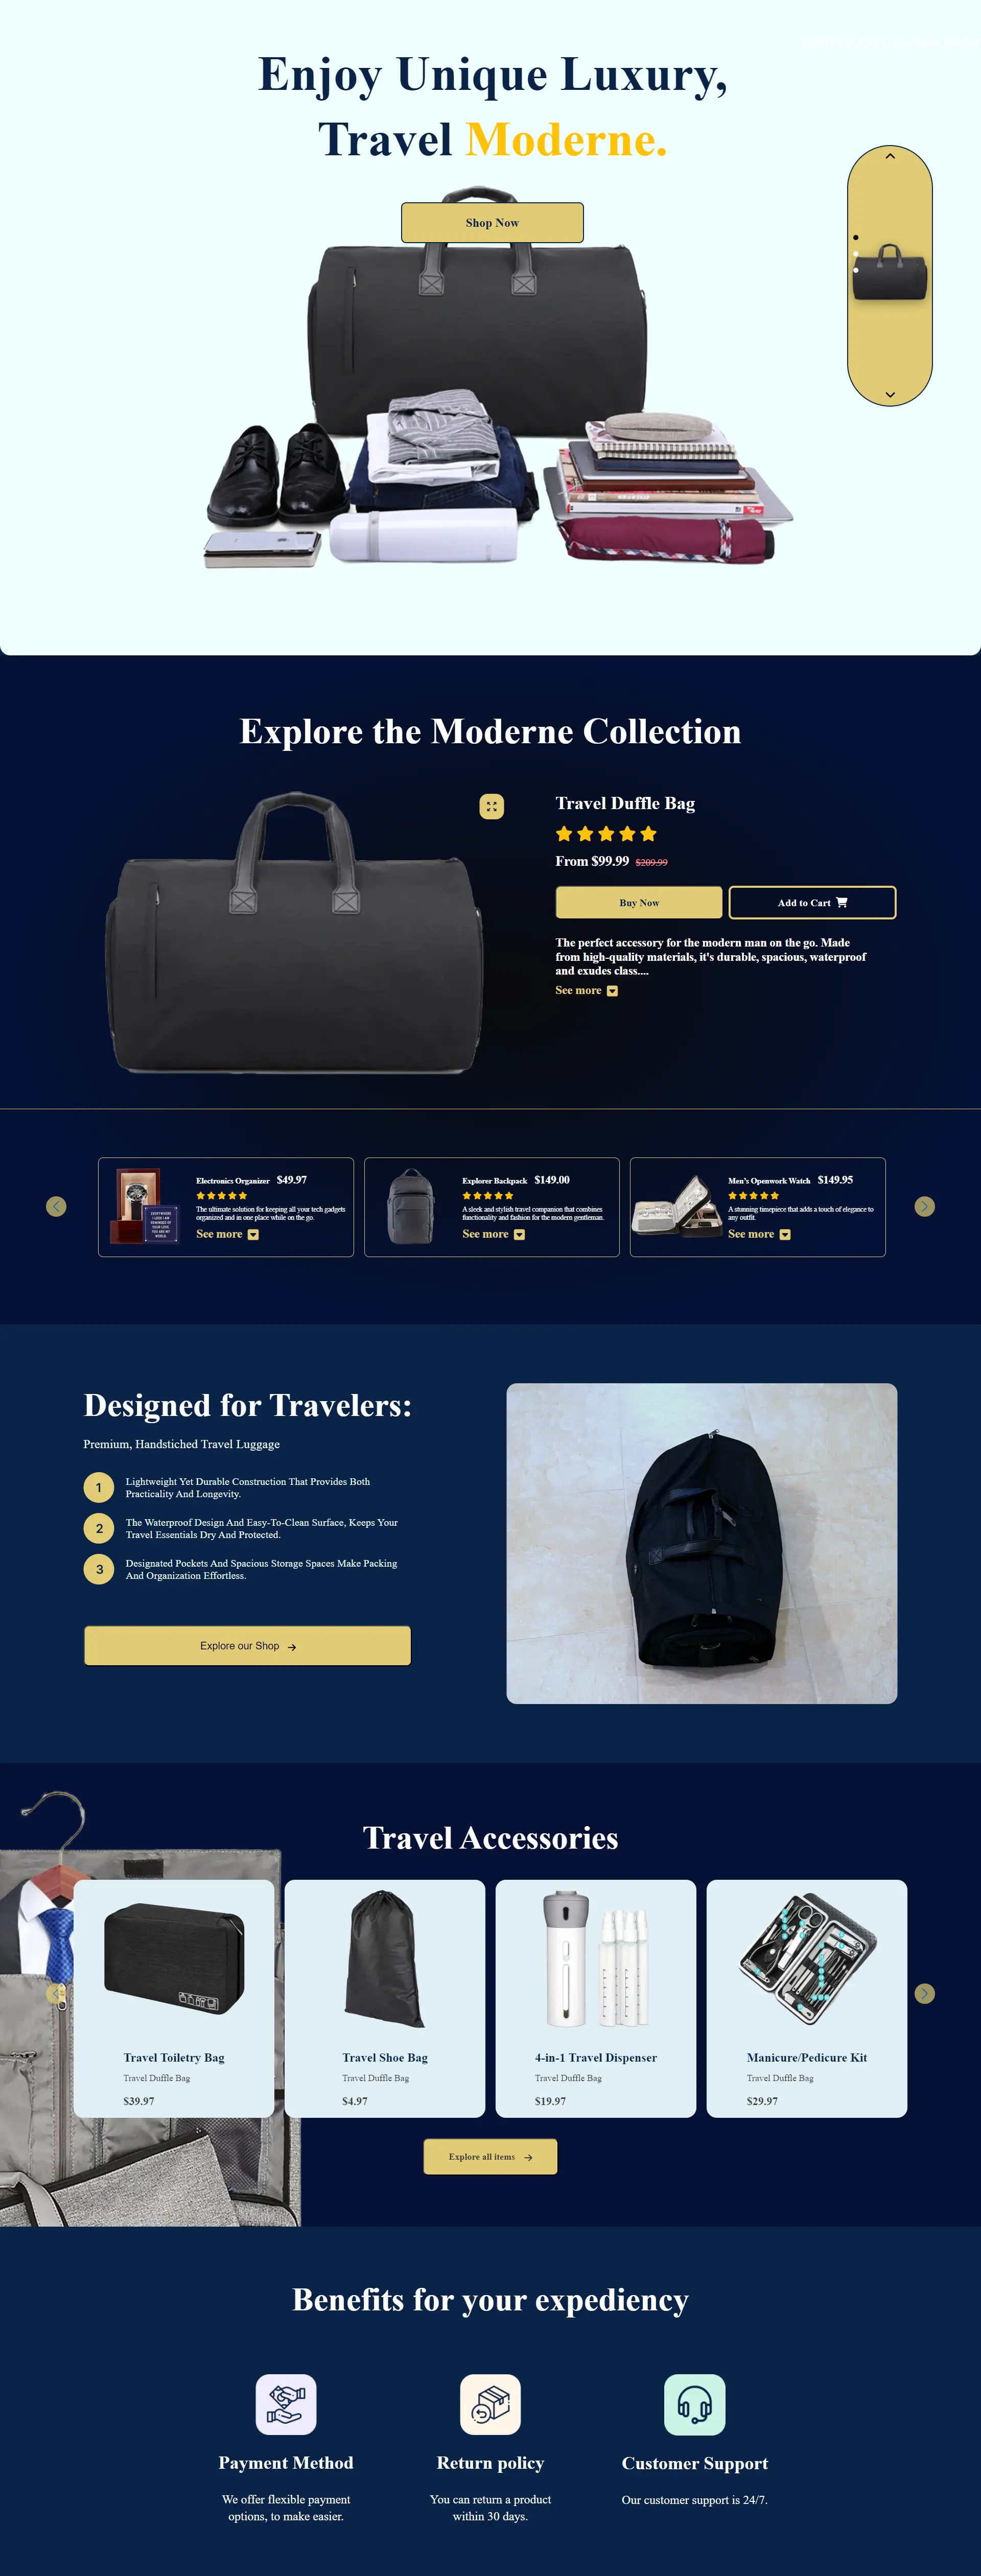 Enjoy Unique Luxury,
Travel Moderne.
Shop Now
Explore the Moderne Collection
Travel Duffle Bag
From $99.99 $209.99
Buy Now
Add to Cart
The perfect accessory for the modern man on the go. Made
from high-quality materials, it's durable, spacious, waterproof
and exudes class....
See more
Electronics Organizer $49.97
The ultimate solution for keeping all your tech gadgets
organized and in one place while on the go.
See more
Explorer Backpack $149.00
A sleek and stylish travel companion that combines
functionality and fashion for the modern gentleman.
See more
Men's Openwork Watch $149.95
A stunning timepiece that adds a touch of elegance to
any outfit.
See more
Designed for Travelers:
Premium, Handstiched Travel Luggage
1
Lightweight Yet Durable Construction That Provides Both
Practicality And Longevity.
2
The Waterproof Design And Easy-To-Clean Surface, Keeps Your
Travel Essentials Dry And Protected.
3
Designated Pockets And Spacious Storage Spaces Make Packing
And Organization Effortless.
Explore our Shop
Travel Accessories
Travel Toiletry Bag
Travel Duffle Bag
$39.97
Travel Shoe Bag
Travel Duffle Bag
$4.97
4-in-1 Travel Dispenser
Travel Duffle Bag
$19.97
Manicure/Pedicure Kit
Travel Duffle Bag
$29.97
Explore all items
Benefits for your expediency
Payment Method
We offer flexible payment
options, to make easier.
Return policy
You can return a product
within 30 days.
Customer Support
Our customer support is 24/7.